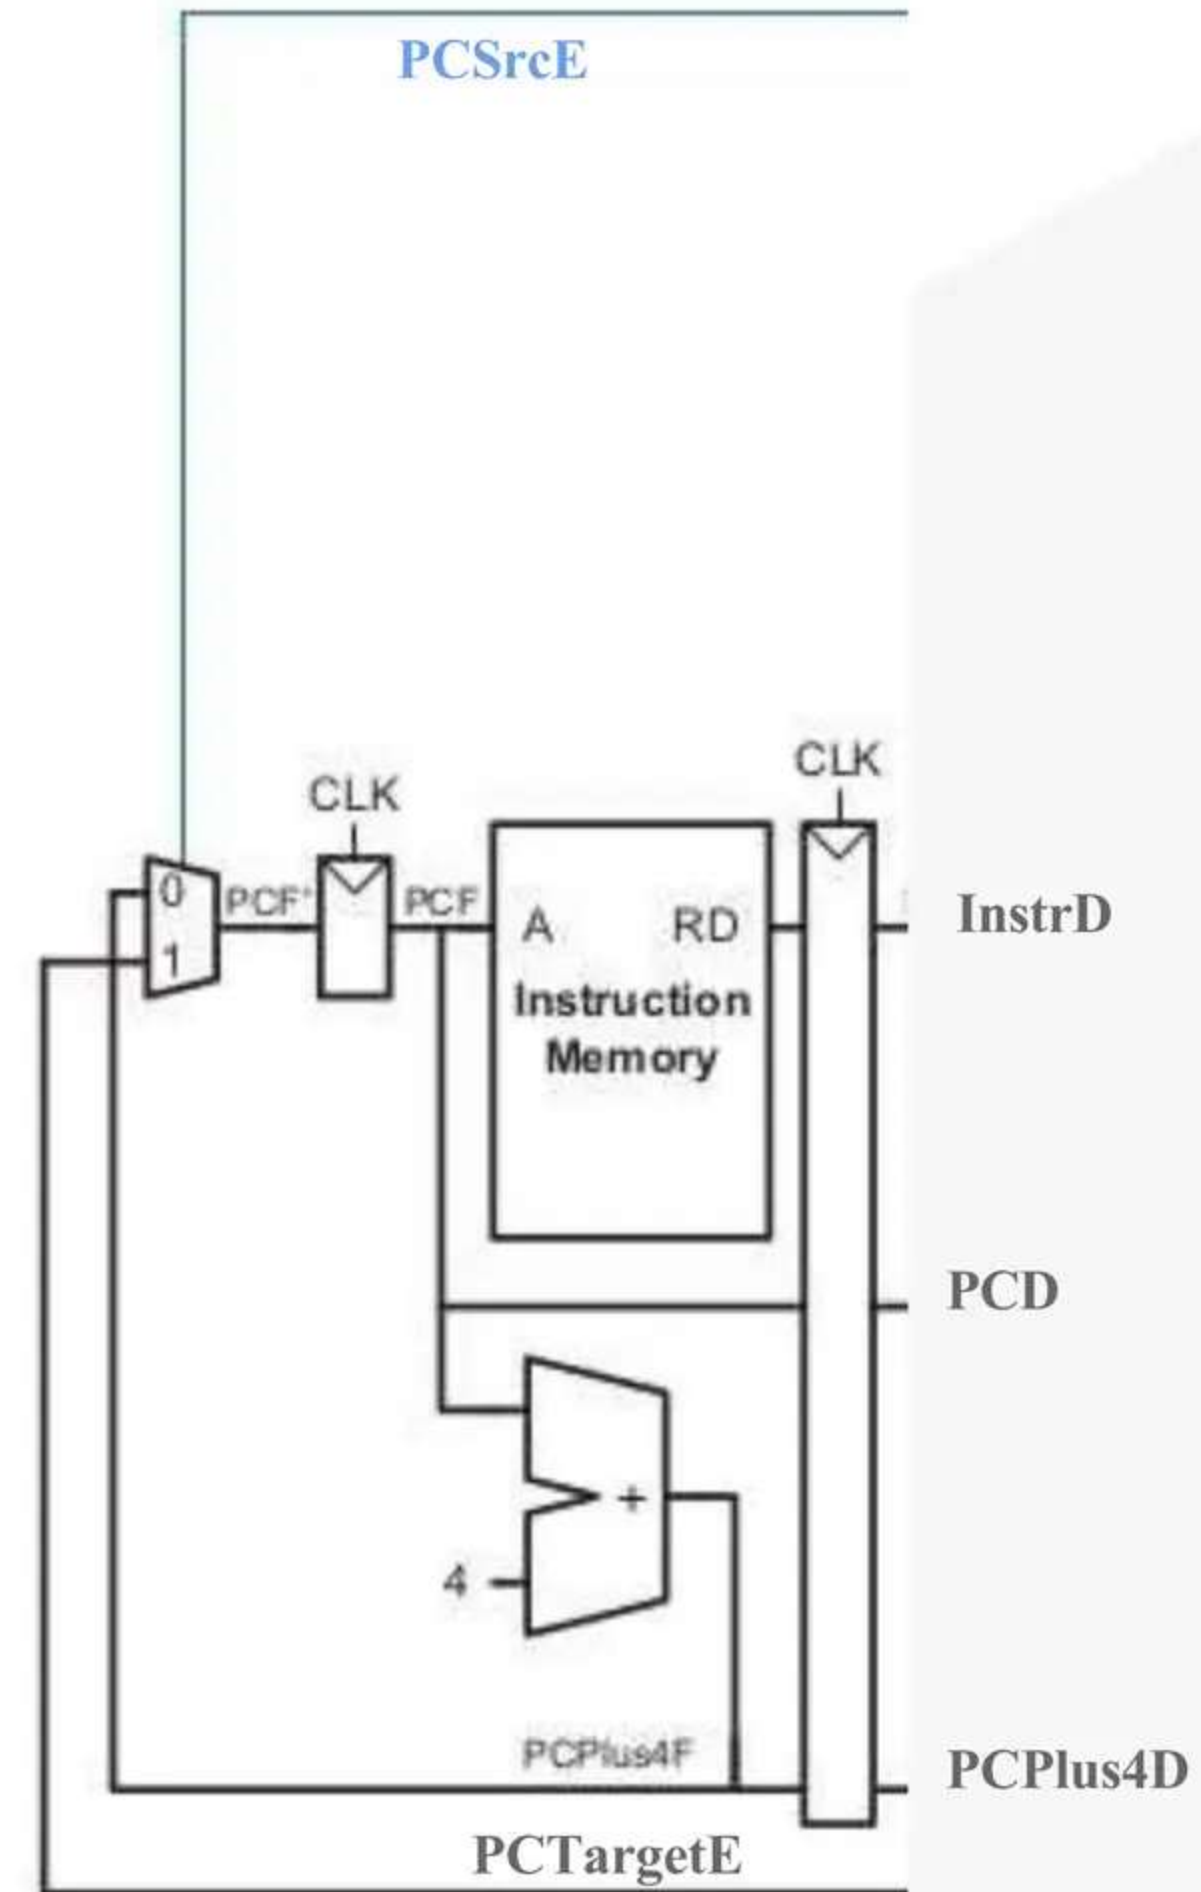 PCSrcE
CLK
CLK
0
PCF'
PCF
A
RD
InstrD
1
Instruction
Memory
PCD
+
4
PCPlus4F
PCPlus4D
PCTargetE